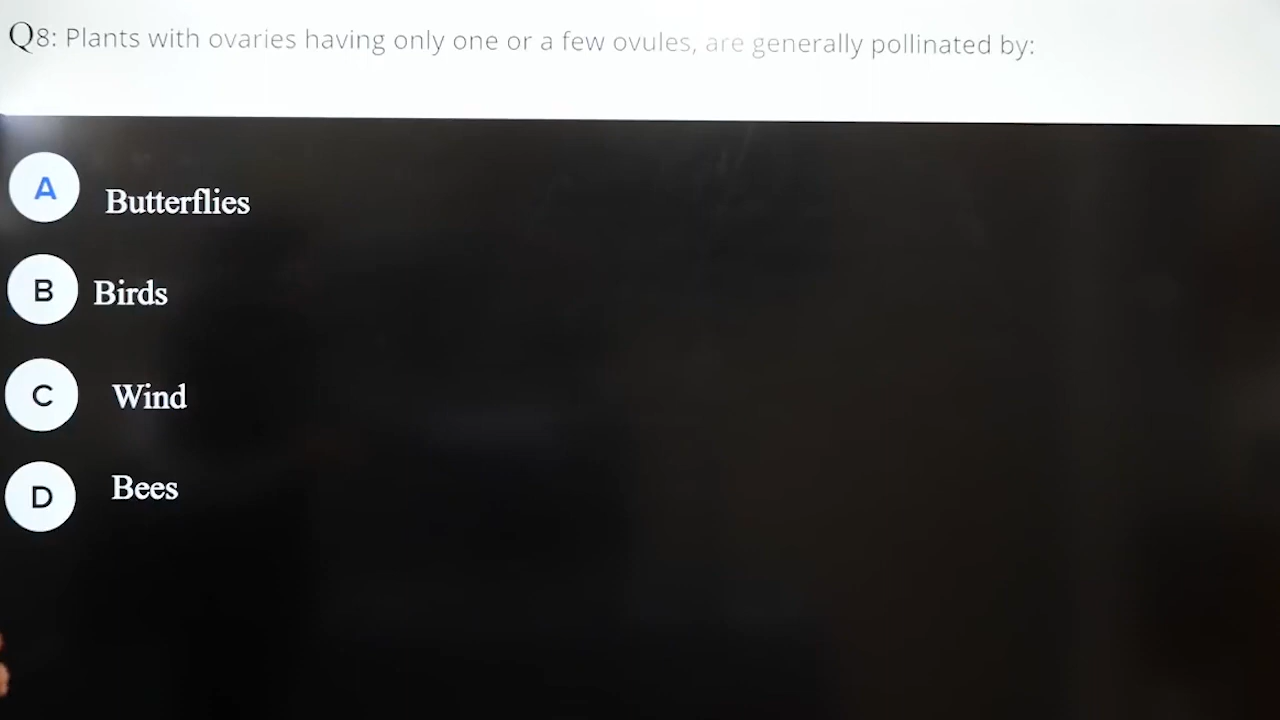 Q8: Plants with ovaries having only one or a few ovules, are generally pollinated by:
A Butterflies
B Birds
C Wind
D Bees